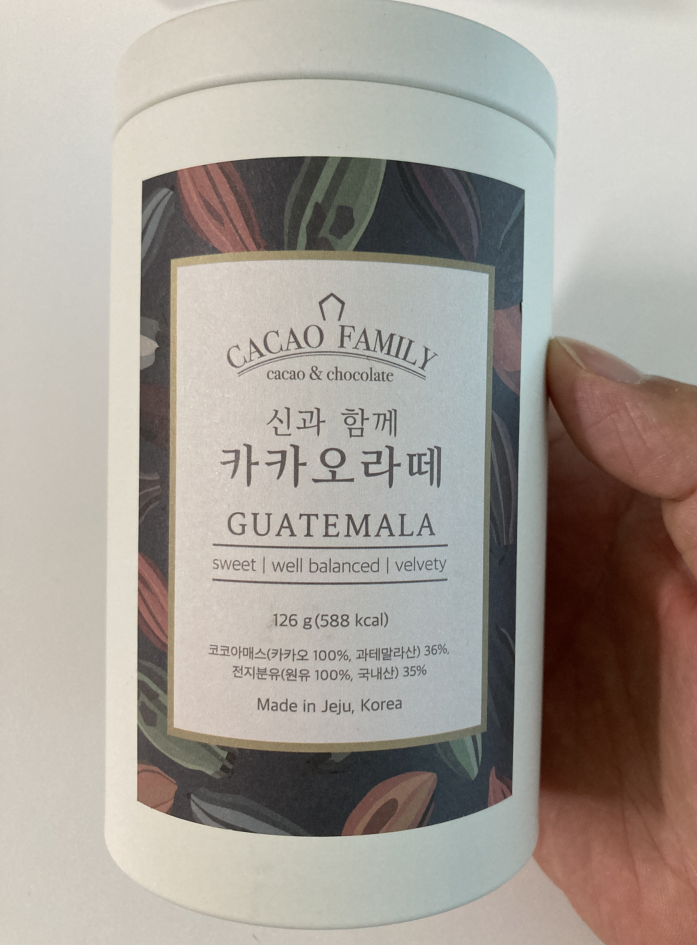 CACAO FAMILY
cacao & chocolate
신과 함께
카카오라떼
GUATEMALA
sweet | well balanced | velvety
126 g (588 kcal)
코코아매스(카카오 100%, 과테말라산) 36%,
전지분유(원유 100%, 국내산) 35%
Made in Jeju, Korea